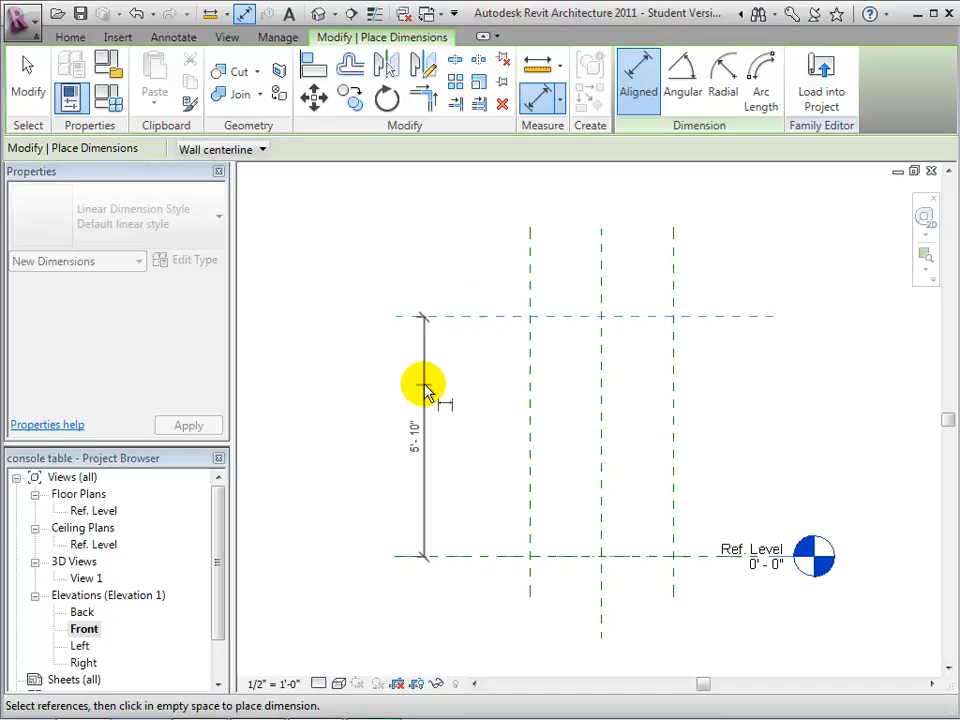 Autodesk Revit Architecture 2011 - Student Versi...
Home Insert Annotate View Manage Modify | Place Dimensions
Modify Paste Cut Join Aligned Angular Radial Arc Length Load into Project
Select Properties Clipboard Geometry Modify Measure Create Dimension Family Editor
Modify | Place Dimensions Wall centerline
Properties
Linear Dimension Style
Default linear style
New Dimensions Edit Type
Properties help Apply
console table - Project Browser
Views (all)
Floor Plans
Ref. Level
Ceiling Plans
Ref. Level
3D Views
View 1
Elevations (Elevation 1)
Back
Front
Left
Right
Sheets (all)
5' - 10"
Ref. Level
0' - 0"
2D
1/2" = 1'-0"
Select references, then click in empty space to place dimension.